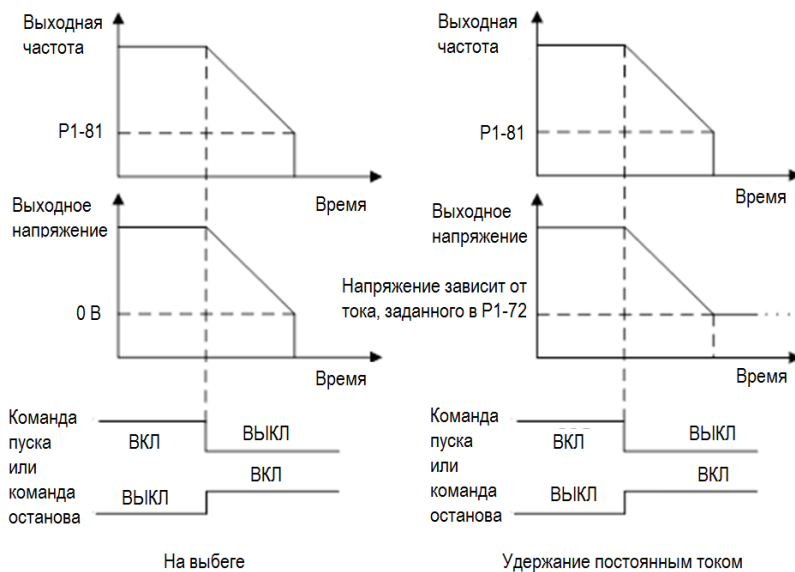 Выходная
частота
P1-81
Время
Выходное
напряжение
0 В
Время
Команда
пуска
или
команда
останова
ВКЛ
ВЫКЛ
ВКЛ
ВЫКЛ
На выбеге
Выходная
частота
P1-81
Время
Выходное
напряжение
Напряжение зависит от
тока, заданного в P1-72
Время
Команда
пуска
или
команда
останова
ВКЛ
ВЫКЛ
ВКЛ
ВЫКЛ
Удержание постоянным током